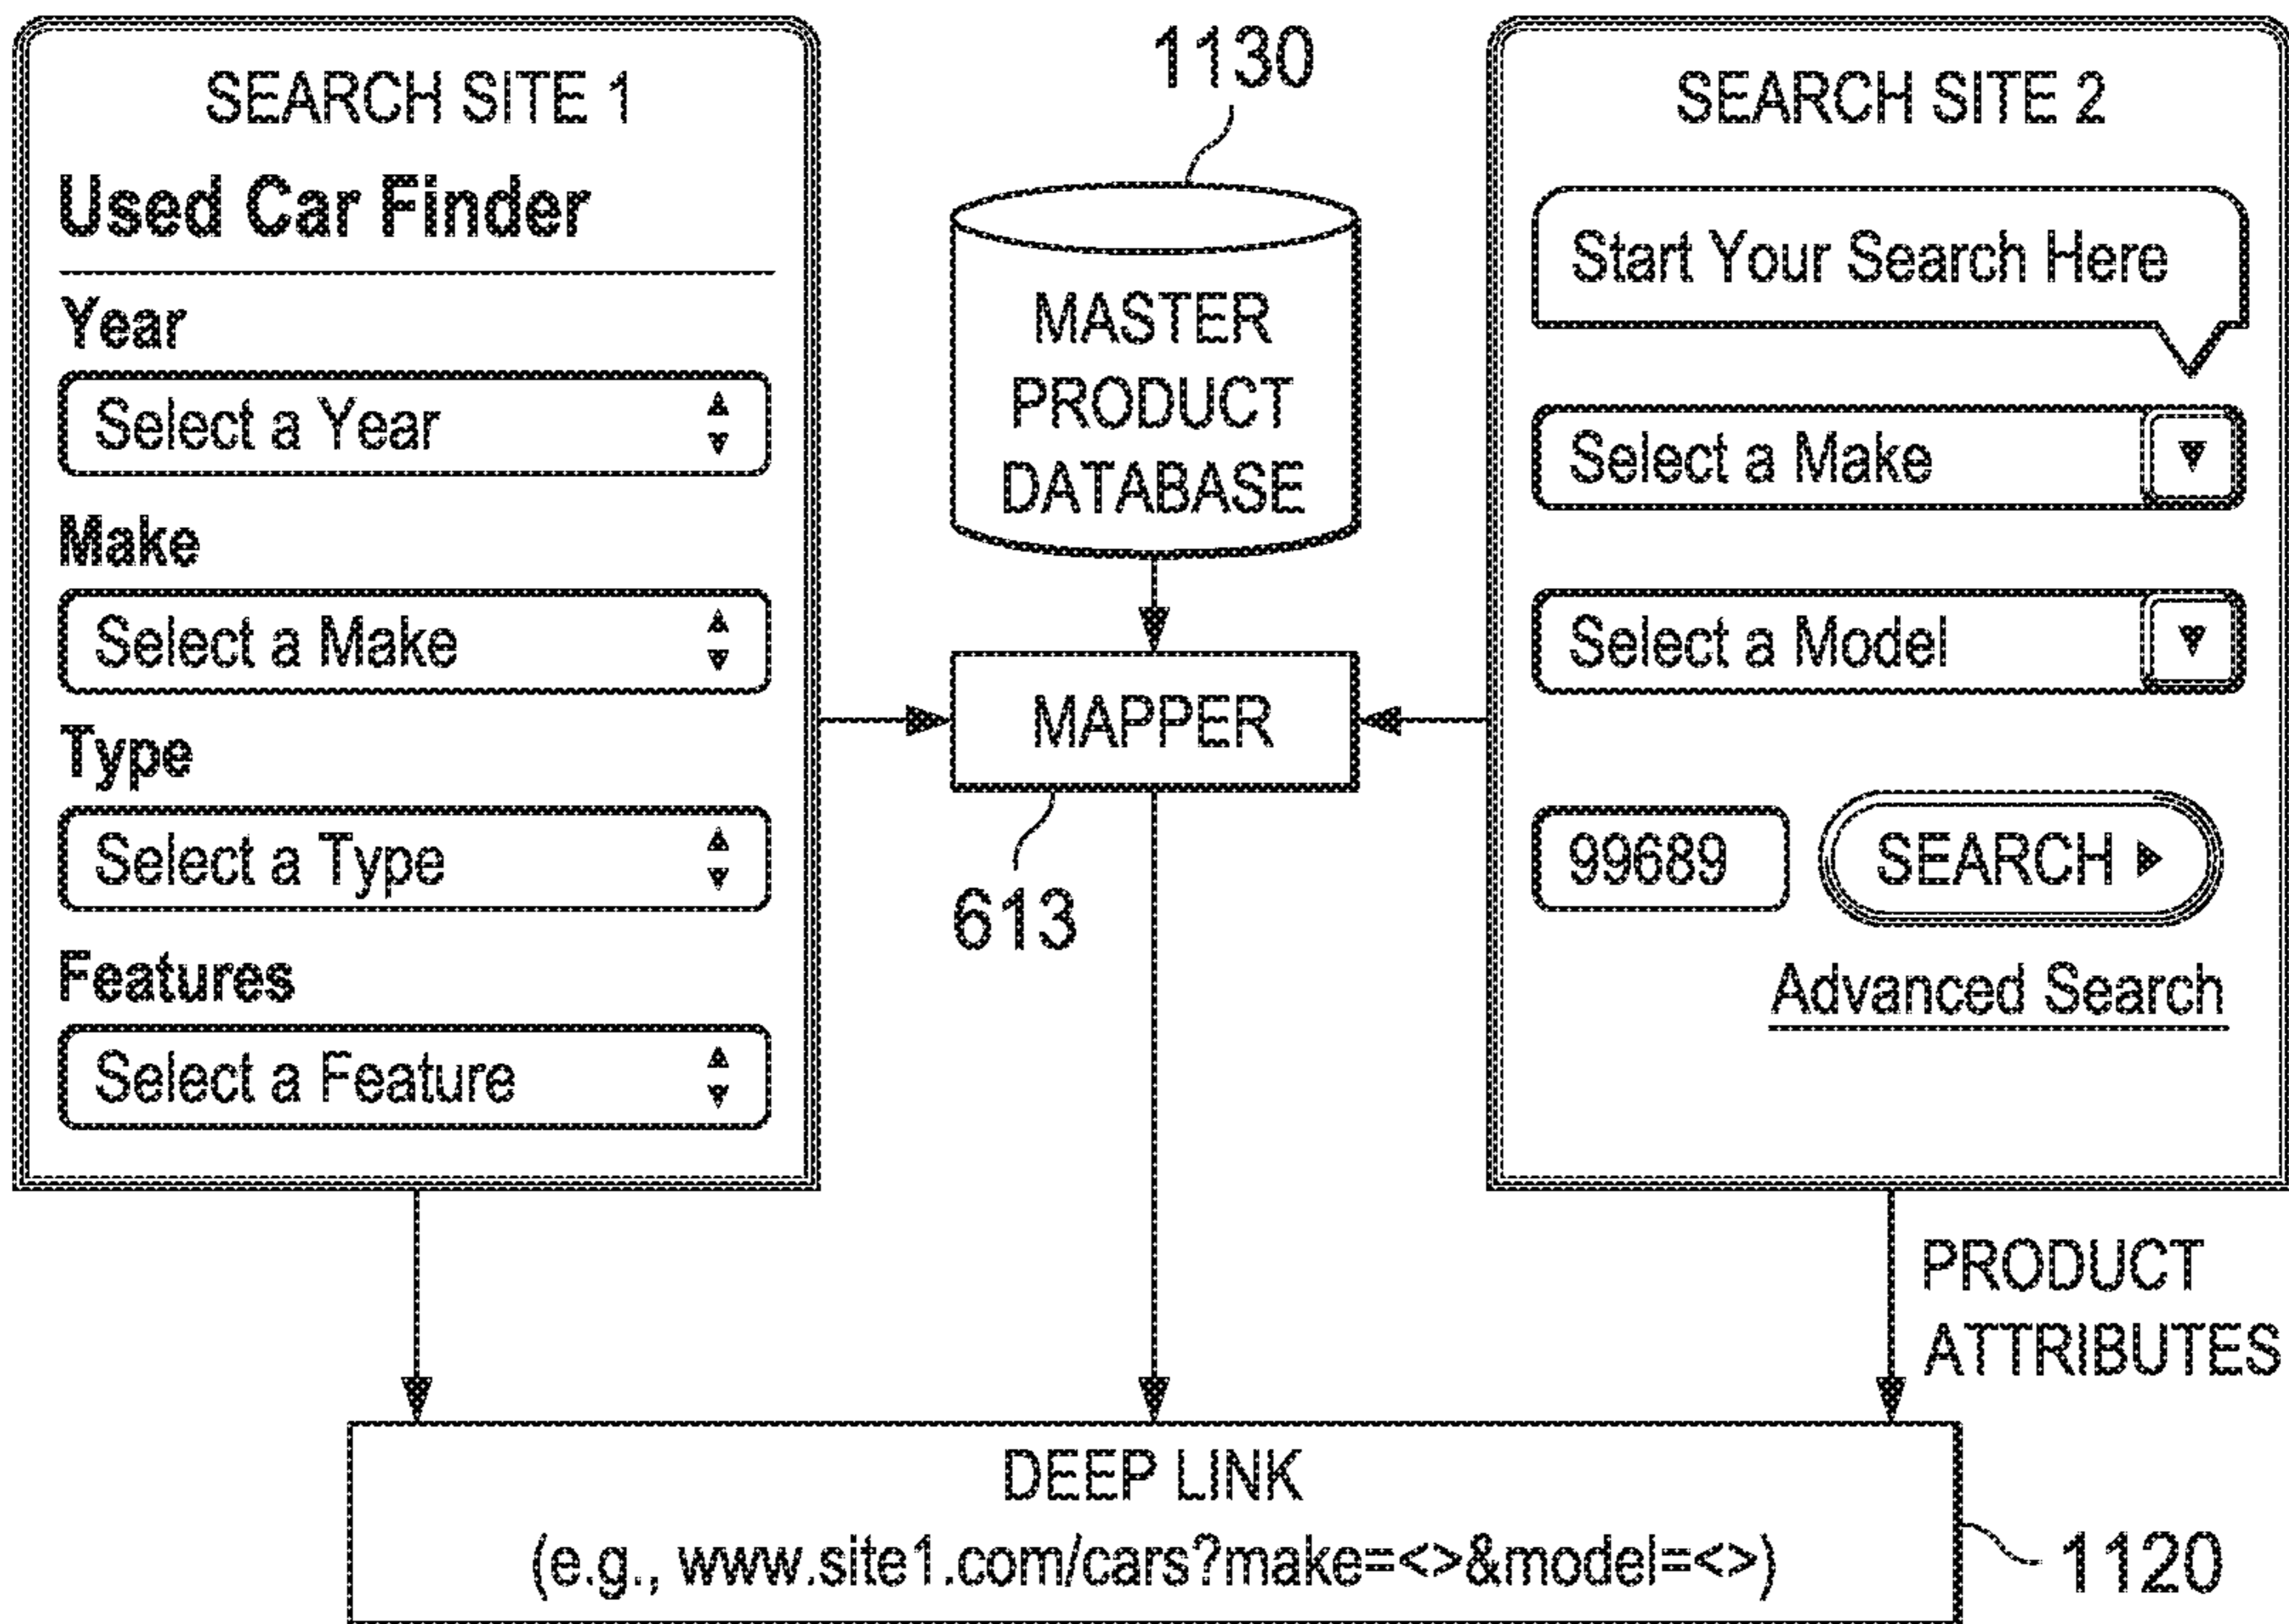 SEARCH SITE 1
Used Car Finder
Year
Select a Year
Make
Select a Make
Type
Select a Type
Features
Select a Feature
1130
MASTER
PRODUCT
DATABASE
MAPPER
613
SEARCH SITE 2
Start Your Search Here
Select a Make
Select a Model
99689
SEARCH
Advanced Search
PRODUCT
ATTRIBUTES
DEEP LINK
(e.g., www.site1.com/cars?make=<>&model=<>)
1120